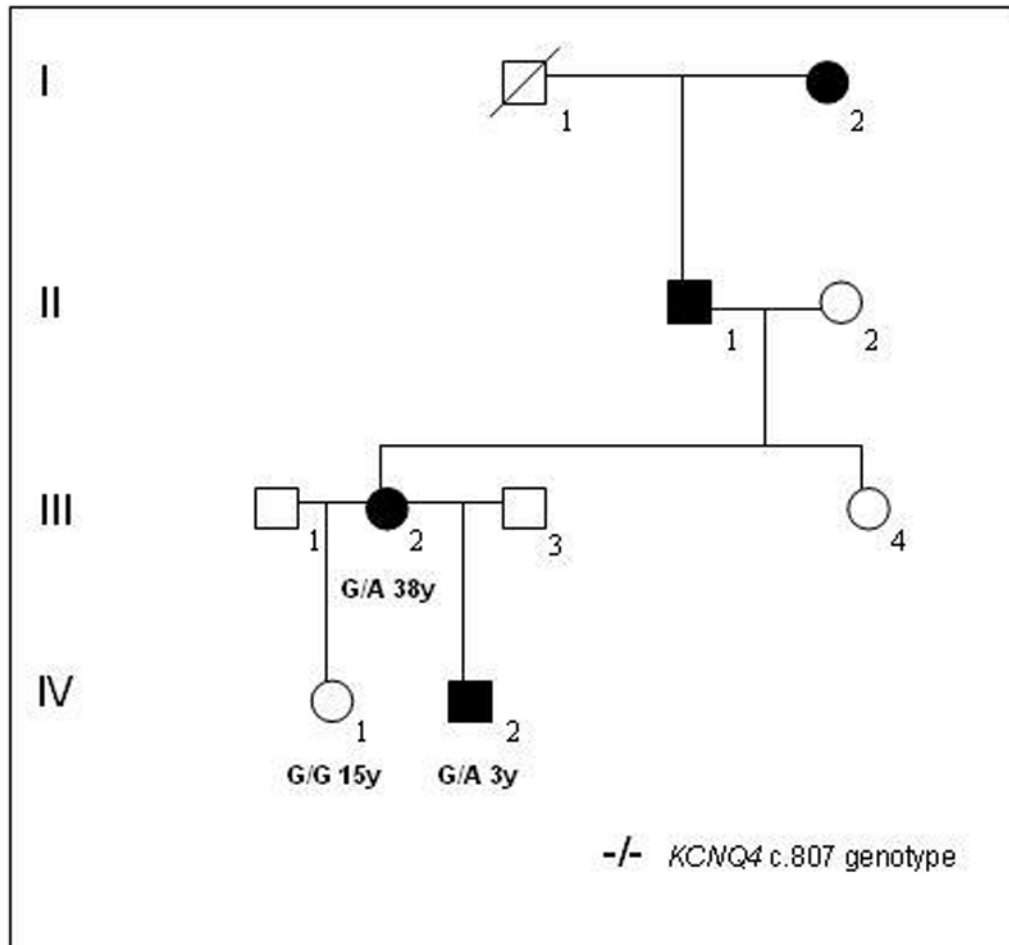 I
1
2
II
1
2
III
1
2
3
4
G/A 38y
IV
1
2
G/G 15y
G/A 3y
-/- KCNQ4 c.807 genotype